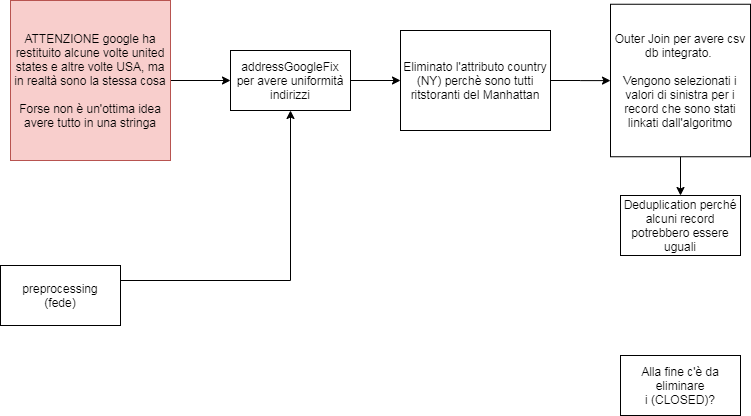 ATTENZIONE google ha
restituito alcune volte united
states e altre volte USA, ma
in realtà sono la stessa cosa
Forse non è un'ottima idea
avere tutto in una stringa
addressGoogleFix
per avere uniformità
indirizzi
Eliminato l'attributo country
(NY) perchè sono tutti
ritstoranti del Manhattan
Outer Join per avere csv
db integrato.
Vengono selezionati i
valori di sinistra per i
record che sono stati
linkati dall'algoritmo
Deduplication perché
alcuni record
potrebbero essere
uguali
preprocessing
(fede)
Alla fine c'è da
eliminare
i (CLOSED)?